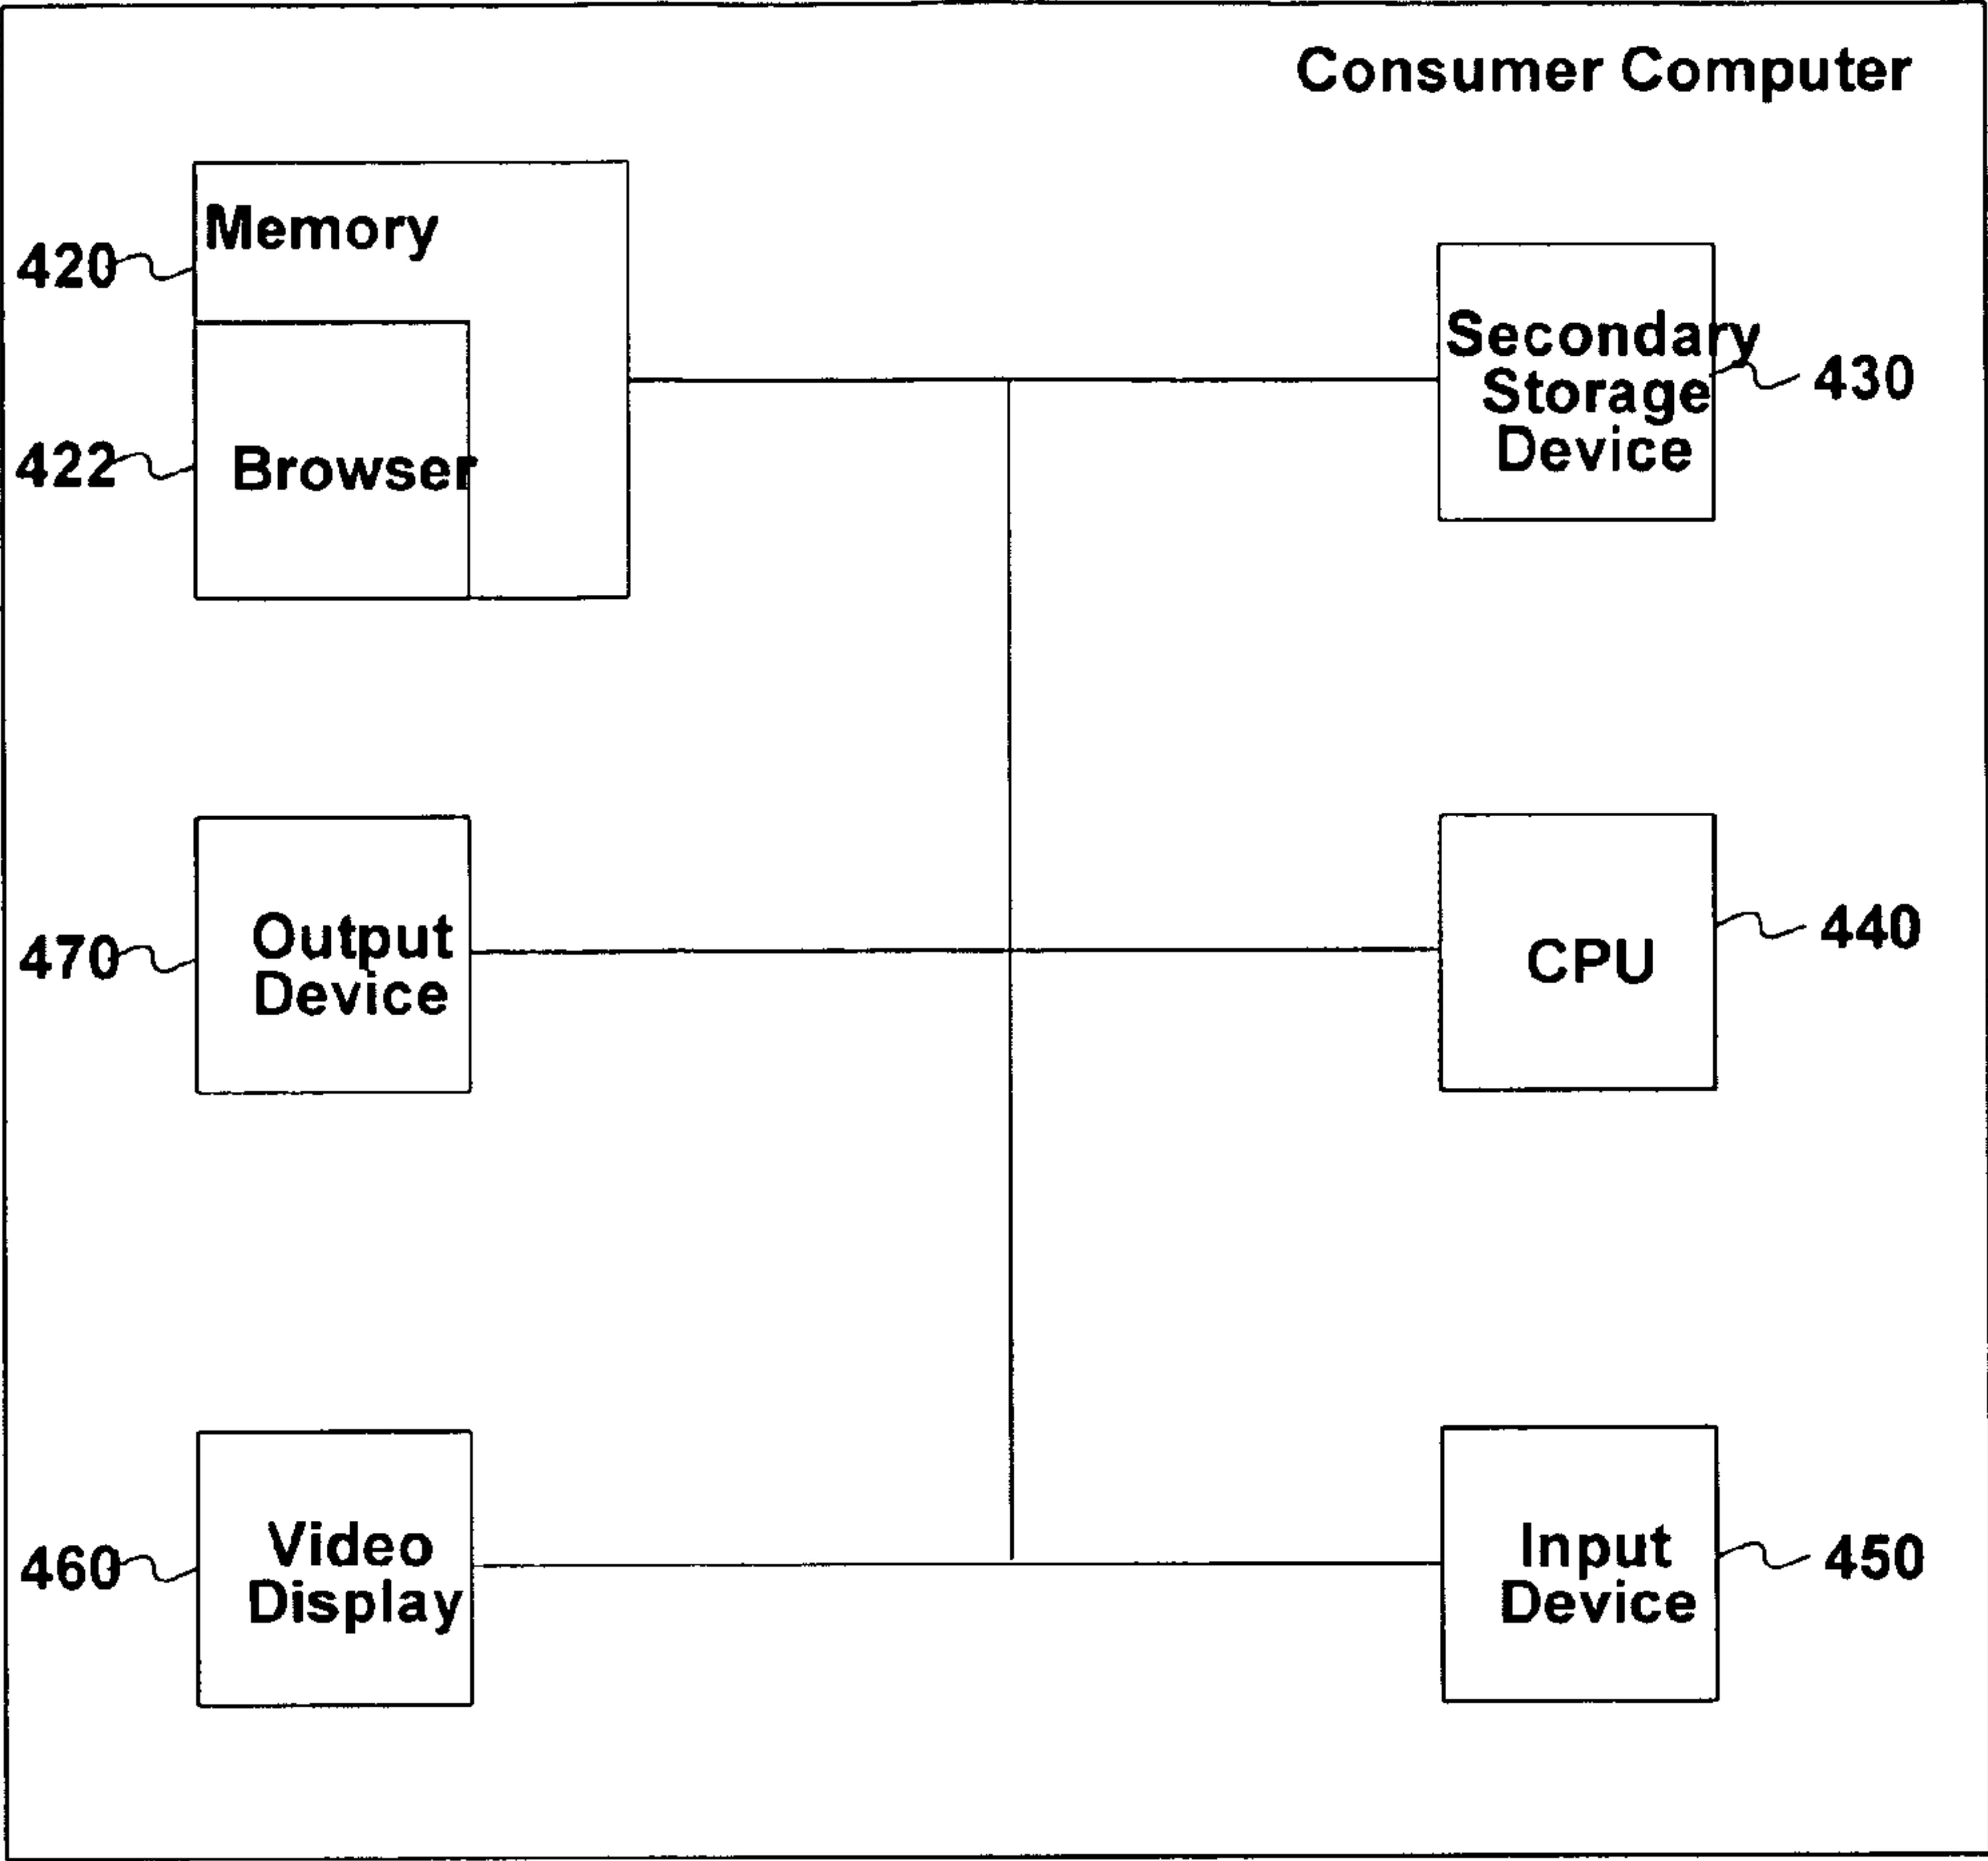 Consumer Computer
Memory
420
Secondary
Storage
Device
430
422
Browser
Output
Device
470
CPU
440
Video
Display
460
Input
Device
450